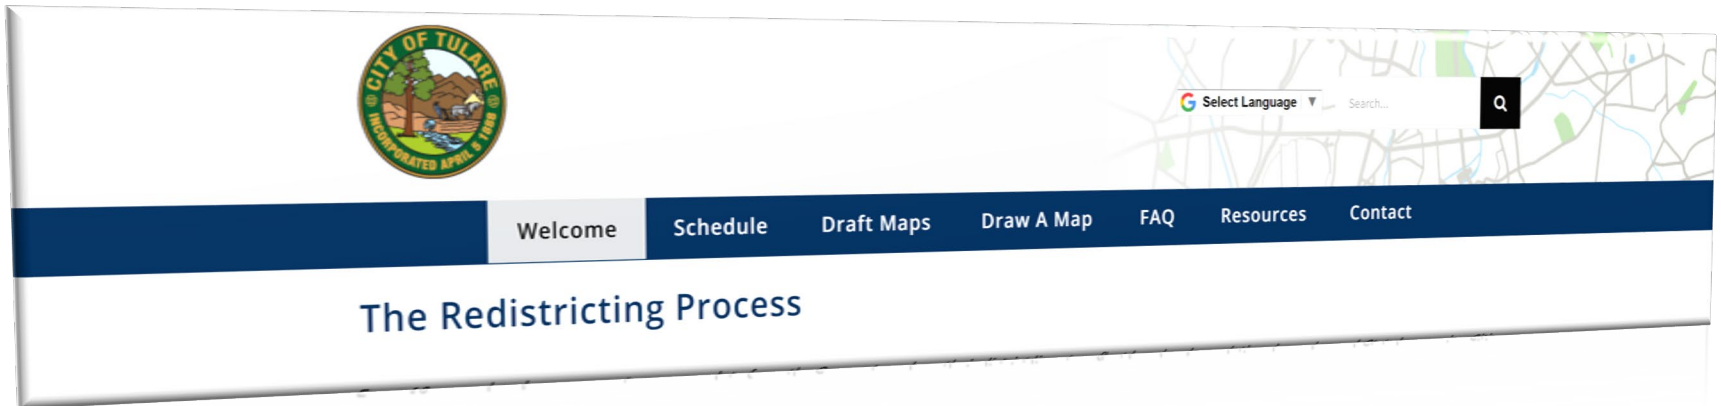 CITY OF TULARE
INCORPORATED APRIL 5 1888
Select Language ▼
Search...
Welcome Schedule Draft Maps Draw A Map FAQ Resources Contact
The Redistricting Process